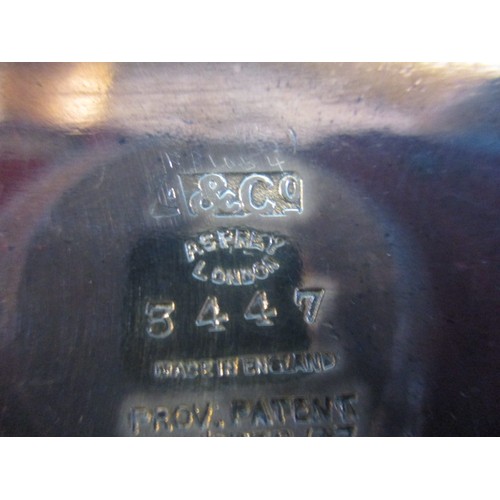 A&Co
ASPREY
LONDON
3447
MADE IN ENGLAND
PROV. PATENT